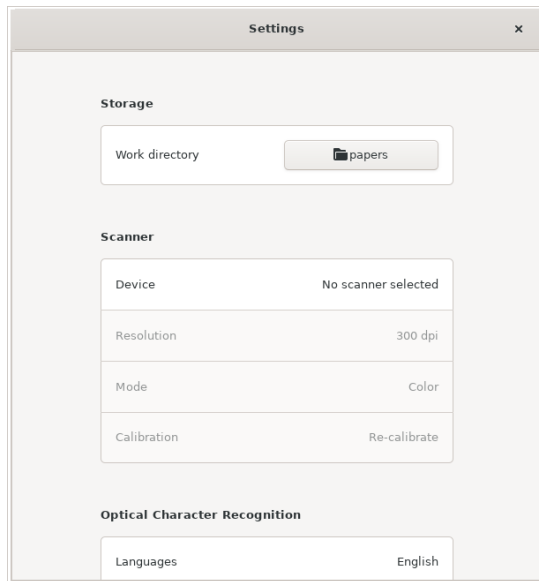 Settings ×
Storage
Work directory papers
Scanner
Device No scanner selected
Resolution 300 dpi
Mode Color
Calibration Re-calibrate
Optical Character Recognition
Languages English